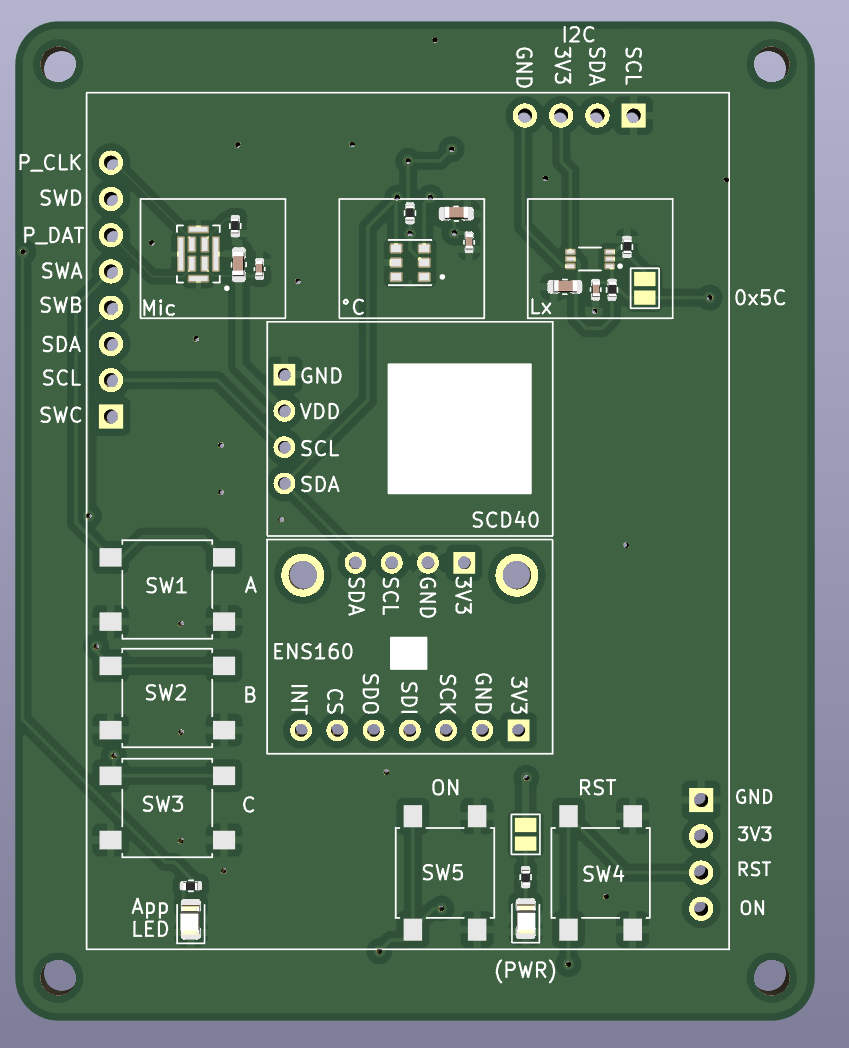 I2C
GND
3V3
SDA
SCL
P_CLK
SWD
P_DAT
SWA
SWB
SDA
SCL
SWC
Mic
°C
Lx
0x5C
GND
VDD
SCL
SDA
SCD40
SDA
SCL
GND
3V3
ENS160
INT
CS
SDO
SDI
SCK
GND
3V3
SW1
A
SW2
B
SW3
C
ON
RST
SW5
SW4
GND
3V3
RST
ON
App
LED
(PWR)